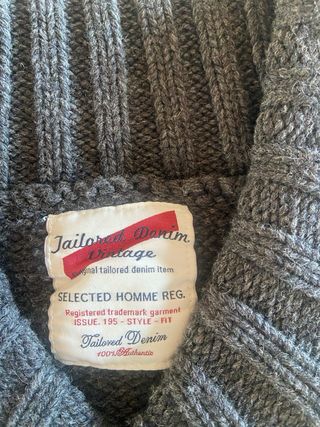 Tailored Denim
Vintage
original tailored denim item
SELECTED HOMME REG.
Registered trademark garment
ISSUE. 195 - STYLE - FIT
Tailored Denim
100% Authentic